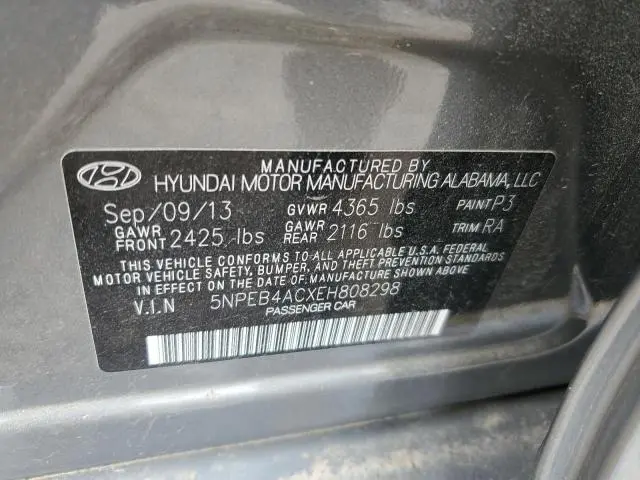 MANUFACTURED BY
HYUNDAI MOTOR MANUFACTURING ALABAMA, LLC
Sep/09/13 GVWR 4365 lbs PAINT P3
GAWR FRONT 2425 lbs GAWR REAR 2116 lbs TRIM RA
THIS VEHICLE CONFORMS TO ALL APPLICABLE U.S.A. FEDERAL
MOTOR VEHICLE SAFETY, BUMPER, AND THEFT PREVENTION STANDARDS
IN EFFECT ON THE DATE OF MANUFACTURE SHOWN ABOVE.
V.I.N 5NPEB4ACXEH808298
PASSENGER CAR